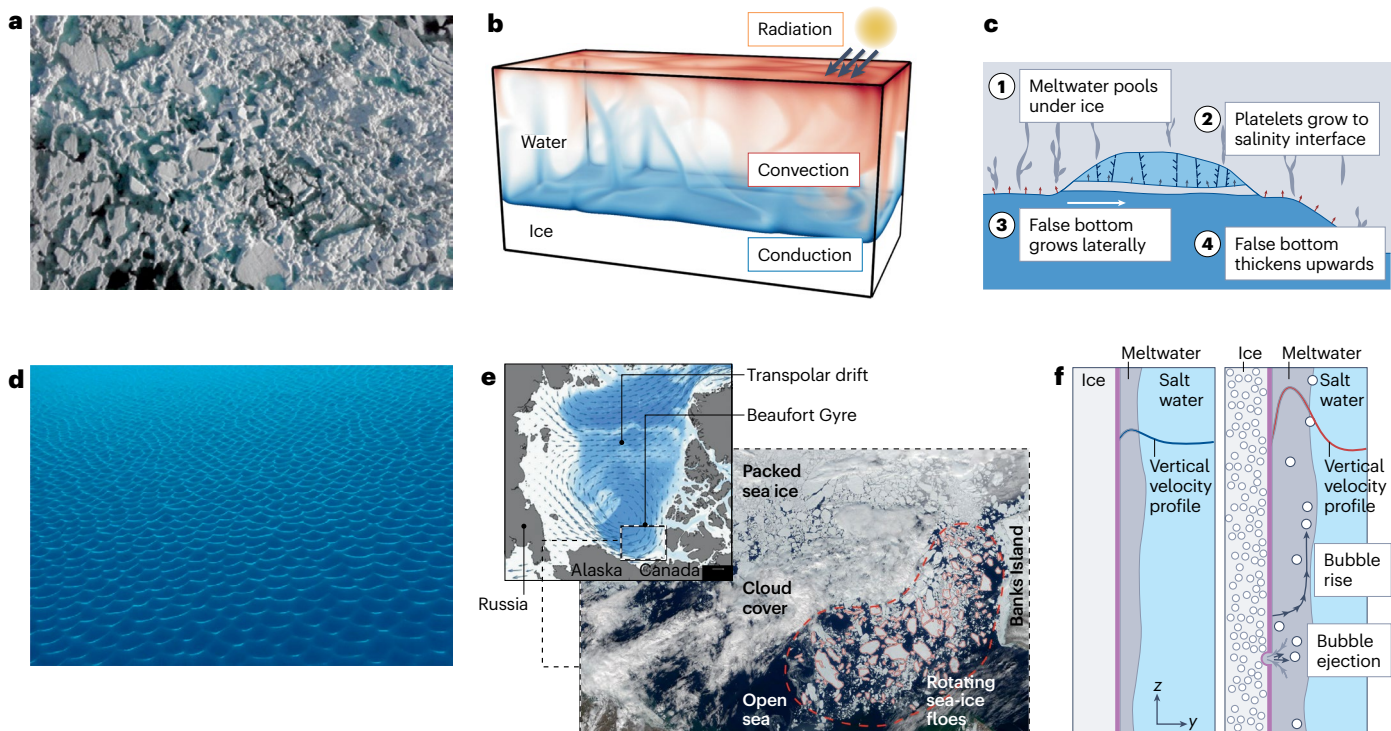 a
b
Radiation
Water
Convection
Ice
Conduction
c
1
Meltwater pools
under ice
2
Platelets grow to
salinity interface
3
False bottom
grows laterally
4
False bottom
thickens upwards
d
e
Transpolar drift
Beaufort Gyre
Packed
sea ice
Alaska
Canada
Russia
Cloud
cover
Banks Island
Open
sea
Rotating
sea-ice
floes
f
Meltwater
Ice
Salt
water
Vertical
velocity
profile
z
y
Ice
Meltwater
Salt
water
Vertical
velocity
profile
Bubble
rise
Bubble
ejection